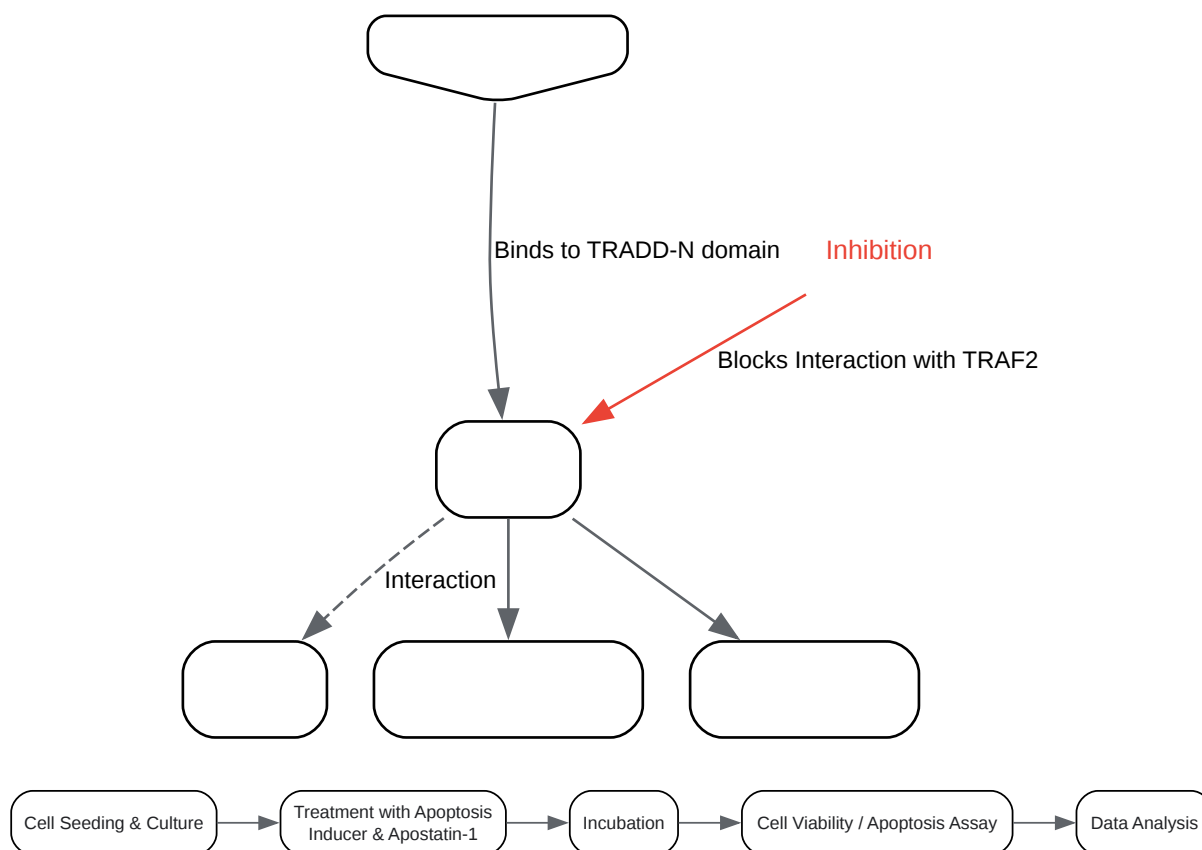 Binds to TRADD-N domain
Inhibition
Blocks Interaction with TRAF2
Interaction
Cell Seeding & Culture
Treatment with Apoptosis
Inducer & Apostatin-1
Incubation
Cell Viability / Apoptosis Assay
Data Analysis